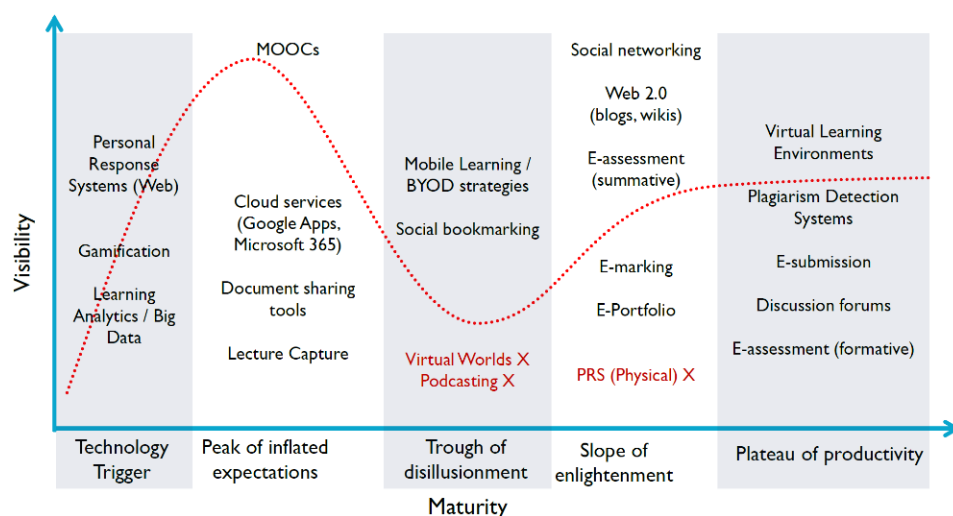 Visibility
Personal
Response
Systems (Web)
Gamification
Learning
Analytics / Big
Data
MOOCs
Cloud services
(Google Apps,
Microsoft 365)
Document sharing
tools
Lecture Capture
Mobile Learning /
BYOD strategies
Social bookmarking
Virtual Worlds X
Podcasting X
Social networking
Web 2.0
(blogs, wikis)
E-assessment
(summative)
E-marking
E-Portfolio
PRS (Physical) X
Virtual Learning
Environments
Plagiarism Detection
Systems
E-submission
Discussion forums
E-assessment (formative)
Technology
Trigger
Peak of inflated
expectations
Trough of
disillusionment
Slope of
enlightenment
Plateau of productivity
Maturity